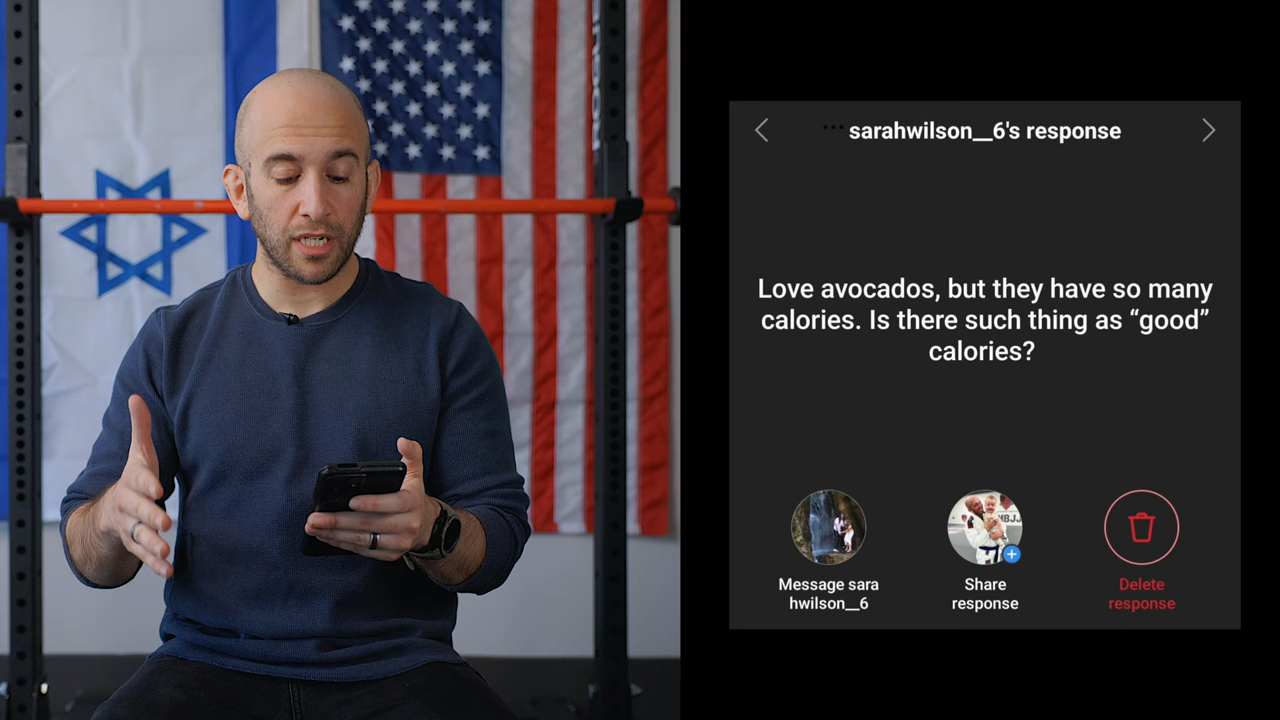 sarahwilson__6's response
Love avocados, but they have so many
calories. Is there such thing as “good”
calories?
Message sara
hwilson__6
Share
response
Delete
response